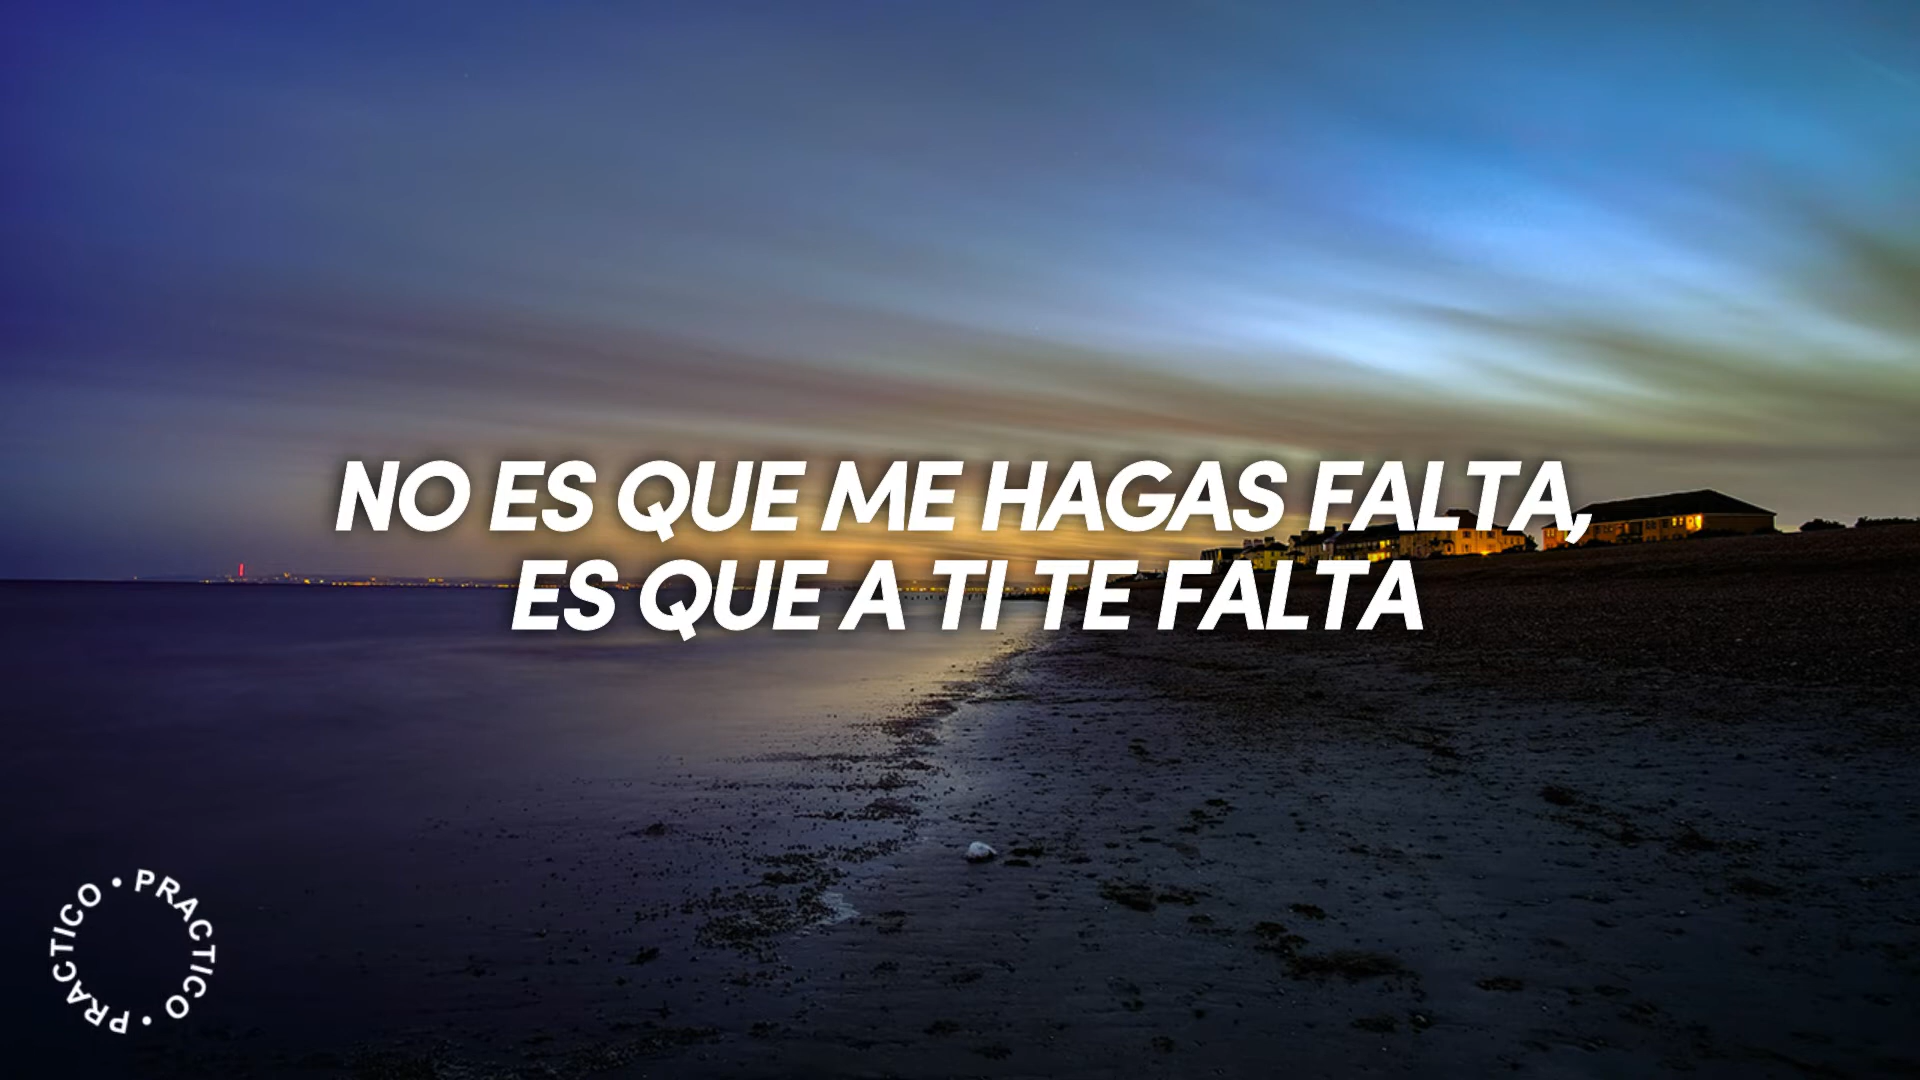 NO ES QUE ME HAGAS FALTA,
ES QUE A TI TE FALTA
PRACTICO • PRACTICO •